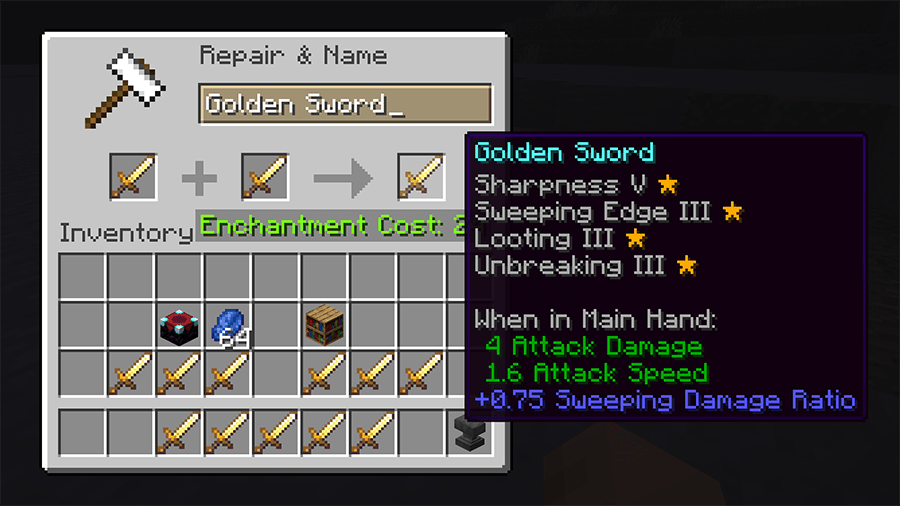 Repair & Name
Golden Sword_
Enchantment Cost: 2
Inventory
64
Golden Sword
Sharpness V ★
Sweeping Edge III ★
Looting III ★
Unbreaking III ★
When in Main Hand:
4 Attack Damage
1.6 Attack Speed
+0.75 Sweeping Damage Ratio